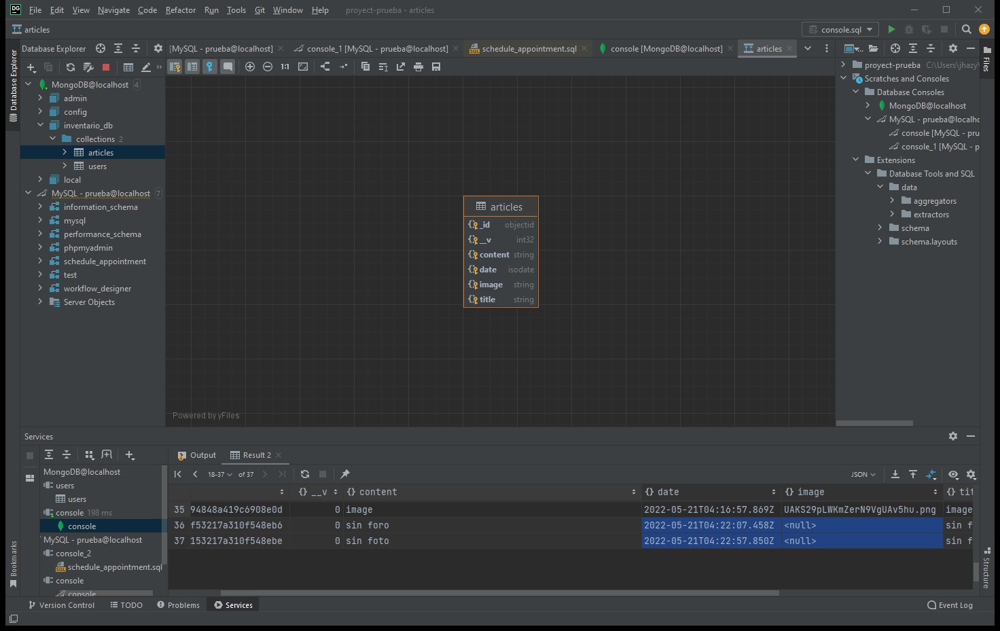 DG File Edit View Navigate Code Refactor Run Tools Git Window Help proyect-prueba - articles
articles
console.sql
Database Explorer
[MySQL - prueba@localhost] console_1 [MySQL - prueba@localhost] schedule_appointment.sql console [MongoDB@localhost] articles
1:1
Database Explorer
MongoDB@localhost 4
admin
config
inventario_db
collections 2
articles
users
local
MySQL - prueba@localhost 7
information_schema
mysql
performance_schema
phpmyadmin
schedule_appointment
test
workflow_designer
Server Objects
articles
_id objectid
__v int32
content string
date isodate
image string
title string
Powered by yFiles
proyect-prueba C:\Users\jhazy\
Scratches and Consoles
Database Consoles
MongoDB@localhost
MySQL - prueba@localho
console [MySQL - pru
console_1 [MySQL - p
Extensions
Database Tools and SQL
data
aggregators
extractors
schema
schema.layouts
Files
Services
MongoDB@localhost
users
users
console 198 ms
console
MySQL - prueba@localhost
console_2
schedule_appointment.sql
console
console
Output Result 2
18-37 of 37 JSON
__v content date image tit
35 94848a419c6908e0d 0 image 2022-05-21T04:16:57.869Z UAKS29pLWKmZerN9VgUAv5hu.png image
36 f53217a310f548eb6 0 sin foro 2022-05-21T04:22:07.458Z <null> sin f
37 153217a310f548ebe 0 sin foto 2022-05-21T04:22:57.850Z <null> sin f
Bookmarks
Structure
Version Control TODO Problems Services Event Log